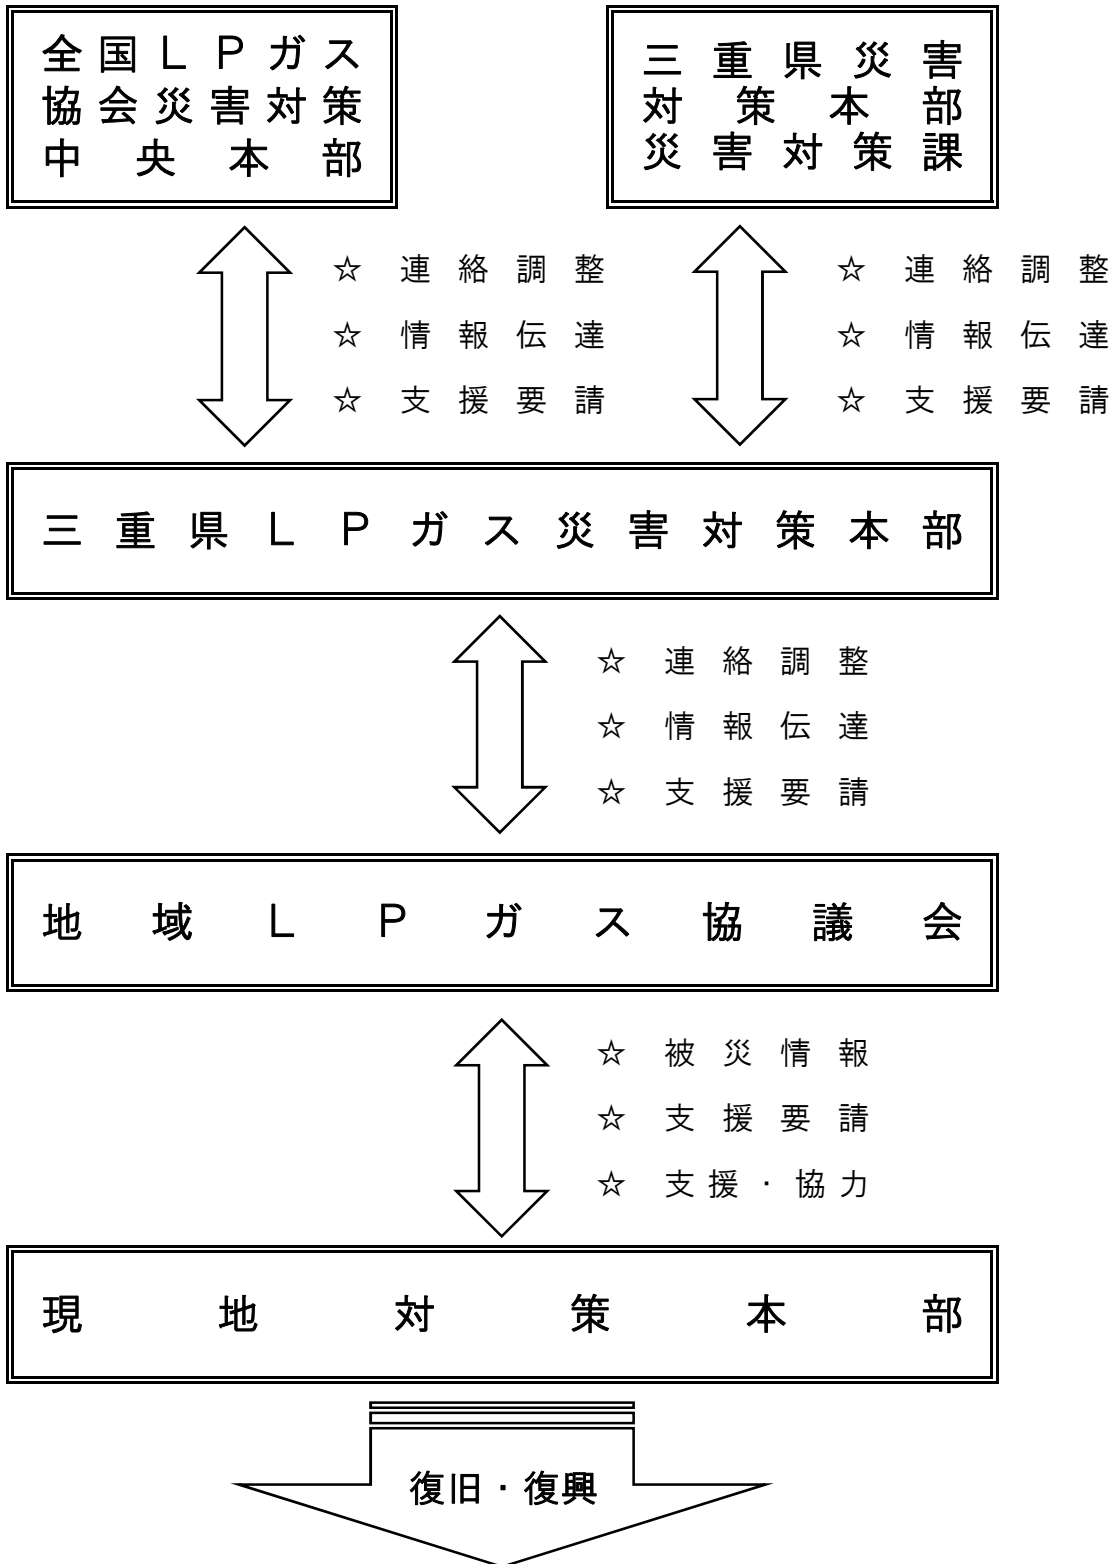 全国ＬＰガス
協会災害対策
中央本部
三重県災害
対策本部
災害対策課
☆ 連絡調整
☆ 情報伝達
☆ 支援要請
☆ 連絡調整
☆ 情報伝達
☆ 支援要請
三重県ＬＰガス災害対策本部
☆ 連絡調整
☆ 情報伝達
☆ 支援要請
地域ＬＰガス協議会
☆ 被災情報
☆ 支援要請
☆ 支援・協力
現地対策本部
復旧・復興